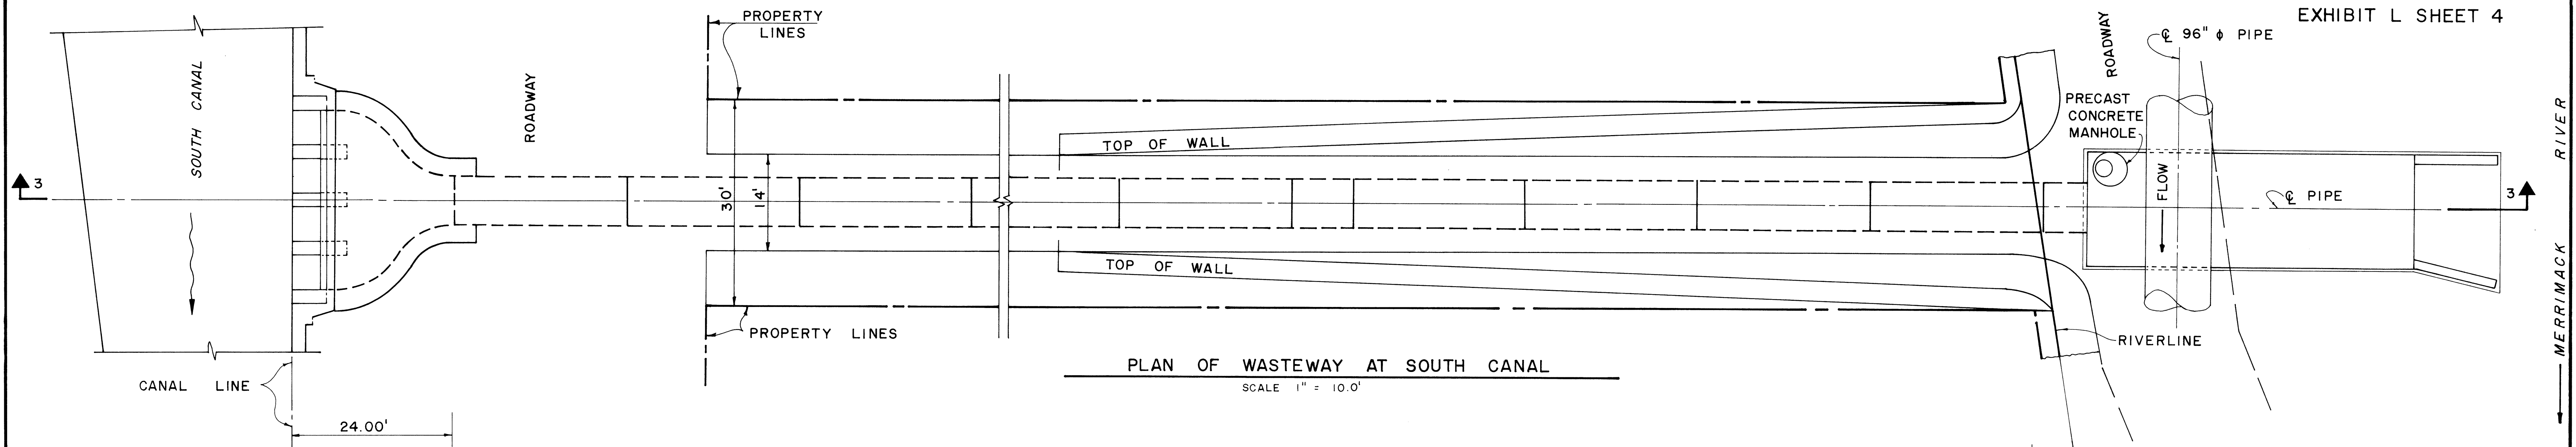 EXHIBIT L SHEET 4
PROPERTY
LINES
℄ 96" ϕ PIPE
ROADWAY
SOUTH CANAL
ROADWAY
PRECAST
CONCRETE
MANHOLE
TOP OF WALL
3
30'
14'
FLOW
℄ PIPE
3
MERRIMACK RIVER
TOP OF WALL
PROPERTY LINES
RIVERLINE
PLAN OF WASTEWAY AT SOUTH CANAL
SCALE 1" = 10.0'
CANAL LINE
24.00'